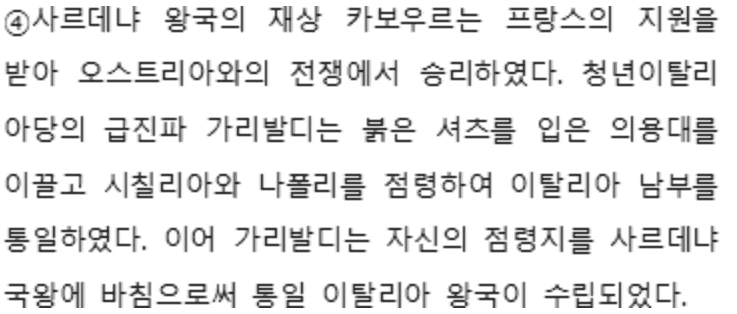 ④사르데냐 왕국의 재상 카보우르는 프랑스의 지원을
받아 오스트리아와의 전쟁에서 승리하였다. 청년이탈리
아당의 급진파 가리발디는 붉은 셔츠를 입은 의용대를
이끌고 시칠리아와 나폴리를 점령하여 이탈리아 남부를
통일하였다. 이어 가리발디는 자신의 점령지를 사르데냐
국왕에 바침으로써 통일 이탈리아 왕국이 수립되었다.